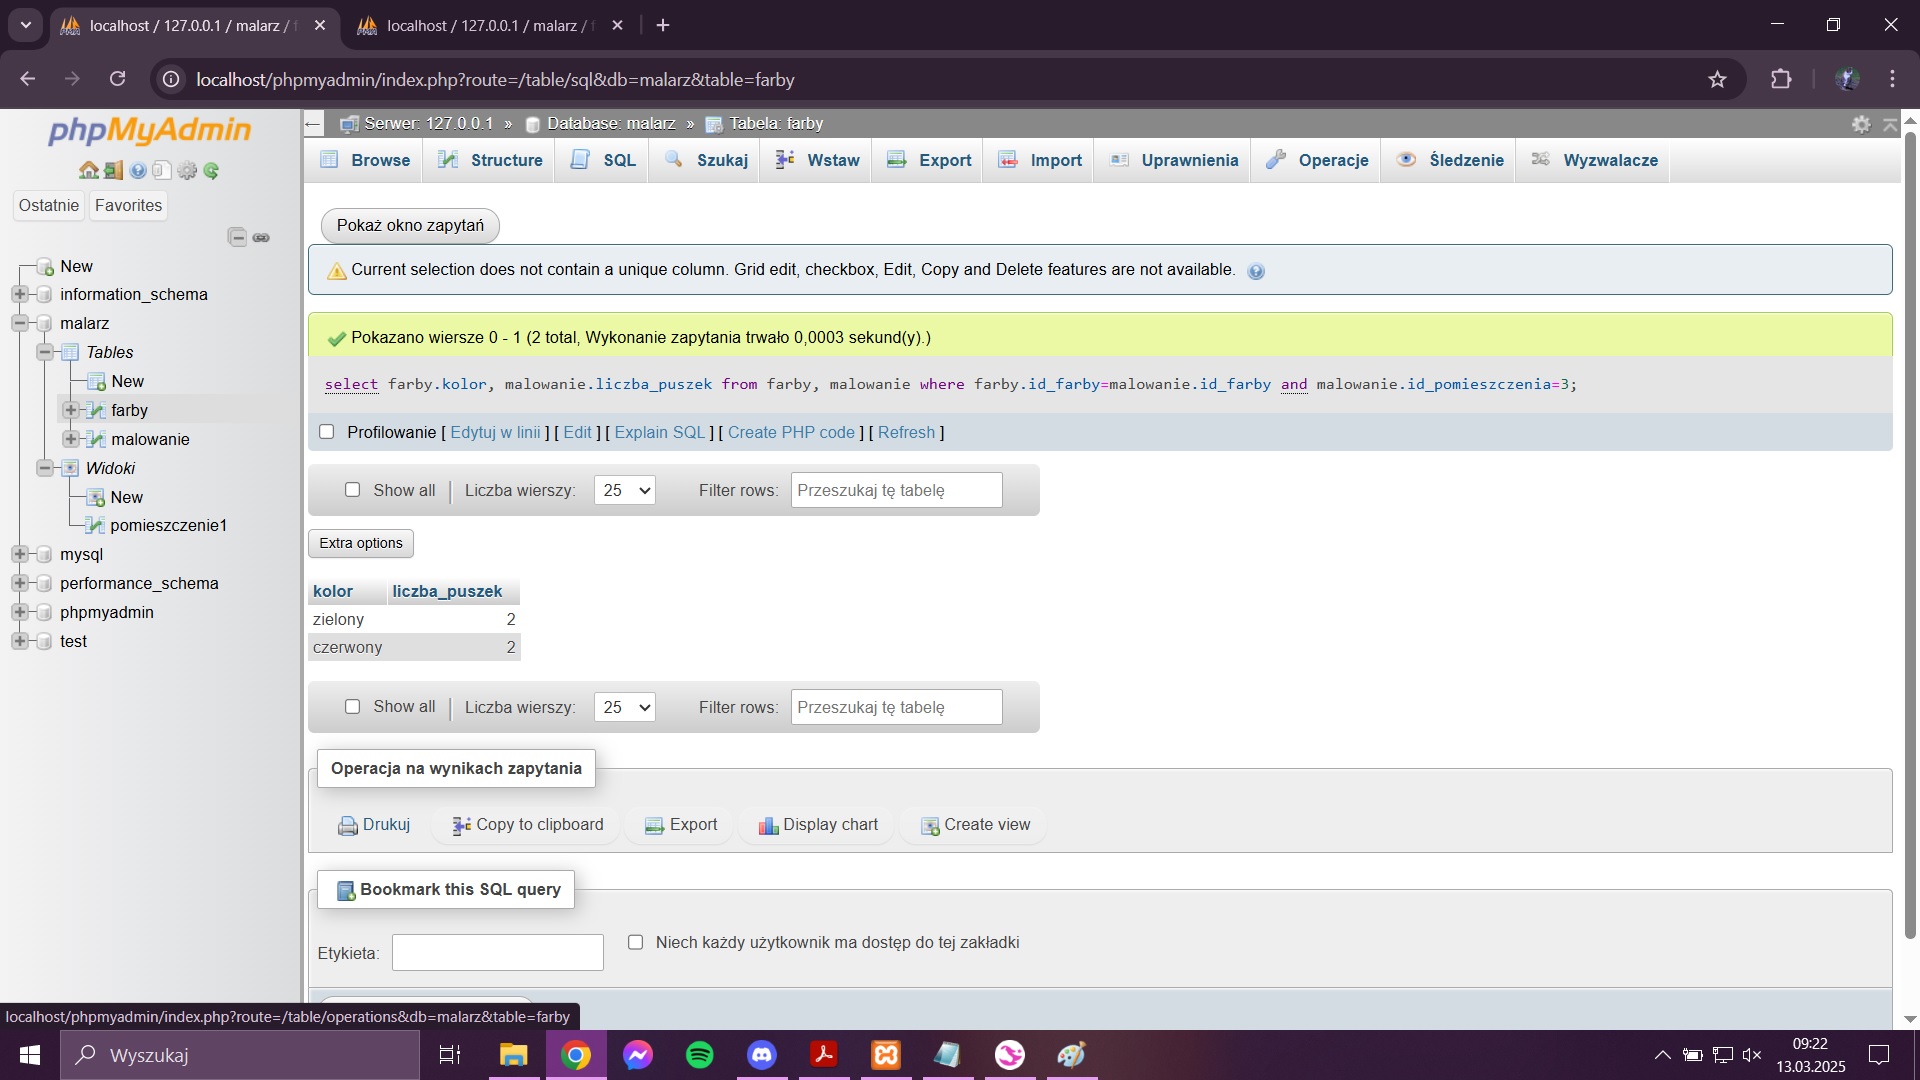 localhost / 127.0.0.1 / malarz / f
localhost / 127.0.0.1 / malarz / f
localhost/phpmyadmin/index.php?route=/table/sql&db=malarz&table=farby
phpMyAdmin
Ostatnie Favorites
New
information_schema
malarz
Tables
New
farby
malowanie
Widoki
New
pomieszczenie1
mysql
performance_schema
phpmyadmin
test
Serwer: 127.0.0.1 » Database: malarz » Tabela: farby
Browse Structure SQL Szukaj Wstaw Export Import Uprawnienia Operacje Śledzenie Wyzwalacze
Pokaż okno zapytań
Current selection does not contain a unique column. Grid edit, checkbox, Edit, Copy and Delete features are not available.
Pokazano wiersze 0 - 1 (2 total, Wykonanie zapytania trwało 0,0003 sekund(y).)
select farby.kolor, malowanie.liczba_puszek from farby, malowanie where farby.id_farby=malowanie.id_farby and malowanie.id_pomieszczenia=3;
Profilowanie [ Edytuj w linii ] [ Edit ] [ Explain SQL ] [ Create PHP code ] [ Refresh ]
Show all | Liczba wierszy: 25 Filter rows: Przeszukaj tę tabelę
Extra options
kolor liczba_puszek
zielony 2
czerwony 2
Show all | Liczba wierszy: 25 Filter rows: Przeszukaj tę tabelę
Operacja na wynikach zapytania
Drukuj Copy to clipboard Export Display chart Create view
Bookmark this SQL query
Etykieta: Niech każdy użytkownik ma dostęp do tej zakładki
localhost/phpmyadmin/index.php?route=/table/operations&db=malarz&table=farby
Wyszukaj
09:22
13.03.2025